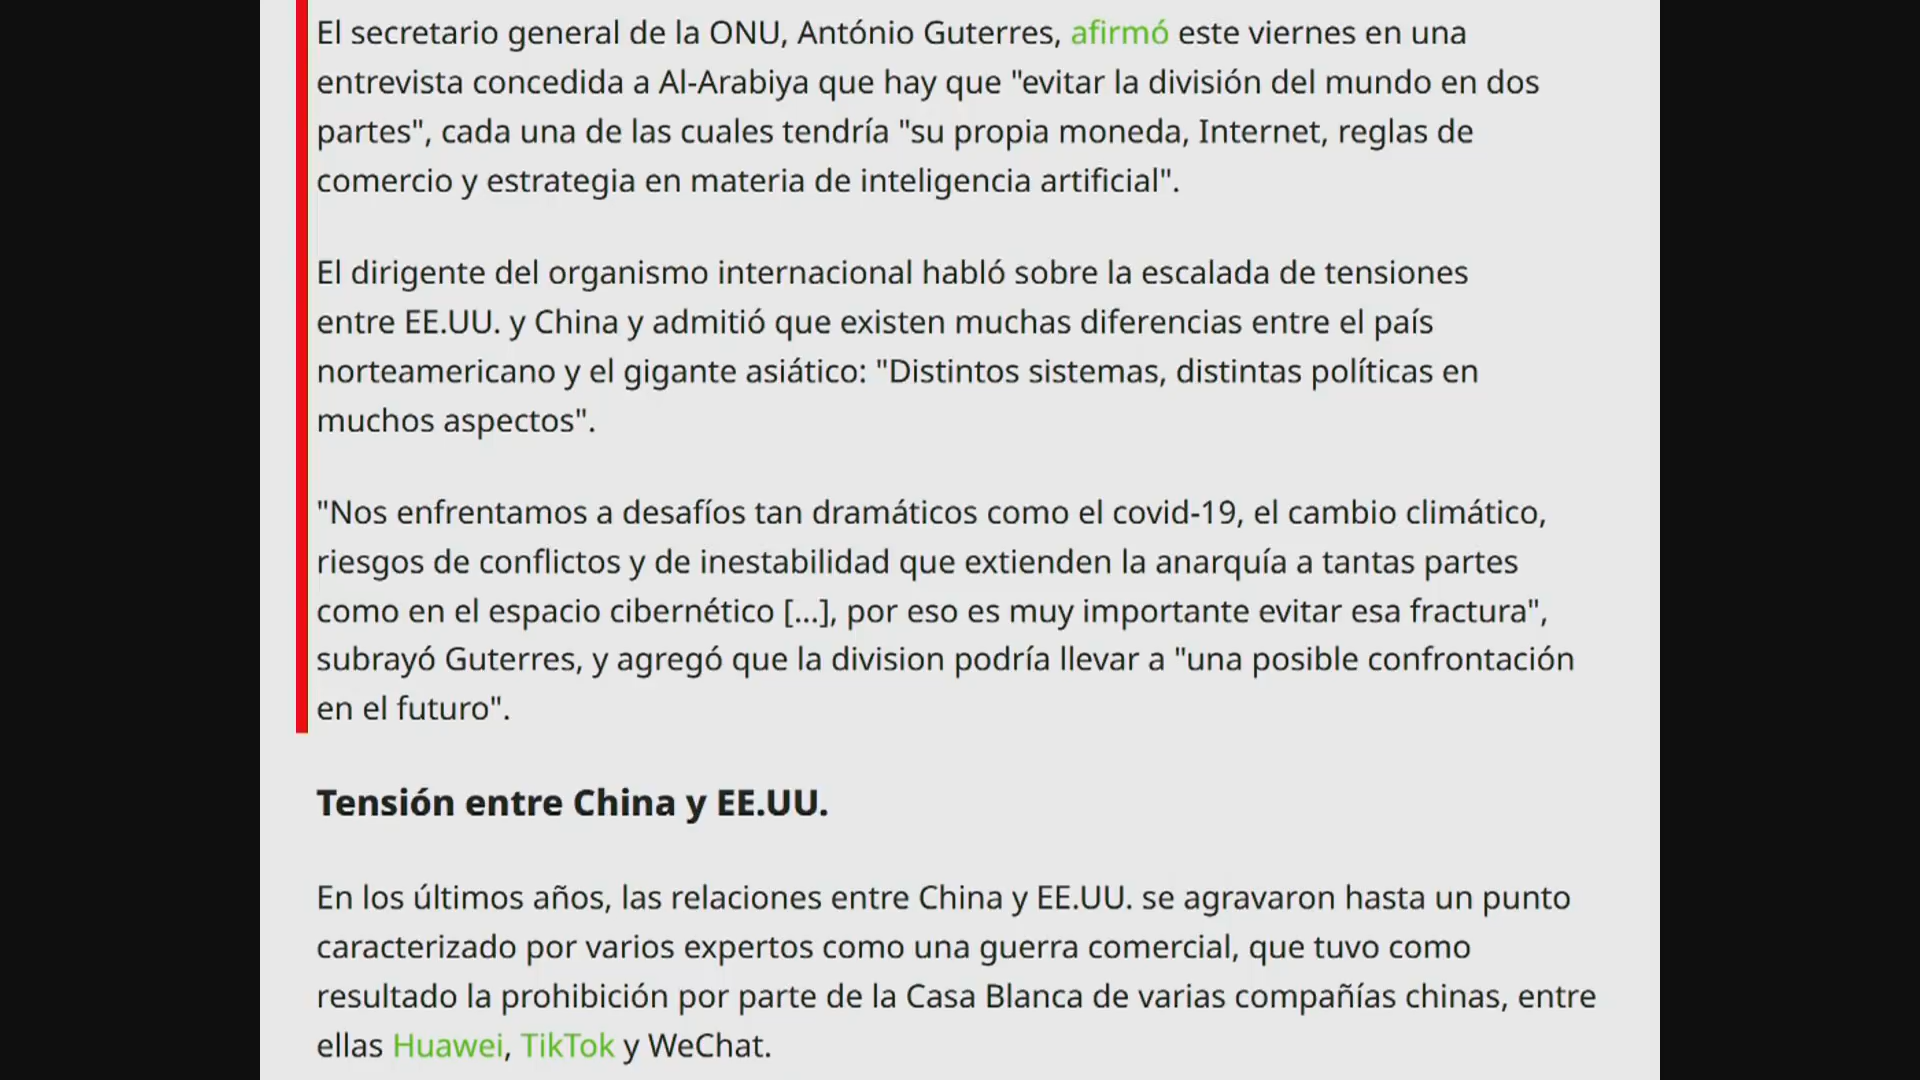 El secretario general de la ONU, António Guterres, afirmó este viernes en una
entrevista concedida a Al-Arabiya que hay que "evitar la división del mundo en dos
partes", cada una de las cuales tendría "su propia moneda, Internet, reglas de
comercio y estrategia en materia de inteligencia artificial".
El dirigente del organismo internacional habló sobre la escalada de tensiones
entre EE.UU. y China y admitió que existen muchas diferencias entre el país
norteamericano y el gigante asiático: "Distintos sistemas, distintas políticas en
muchos aspectos".
"Nos enfrentamos a desafíos tan dramáticos como el covid-19, el cambio climático,
riesgos de conflictos y de inestabilidad que extienden la anarquía a tantas partes
como en el espacio cibernético [...], por eso es muy importante evitar esa fractura",
subrayó Guterres, y agregó que la division podría llevar a "una posible confrontación
en el futuro".
Tensión entre China y EE.UU.
En los últimos años, las relaciones entre China y EE.UU. se agravaron hasta un punto
caracterizado por varios expertos como una guerra comercial, que tuvo como
resultado la prohibición por parte de la Casa Blanca de varias compañías chinas, entre
ellas Huawei, TikTok y WeChat.